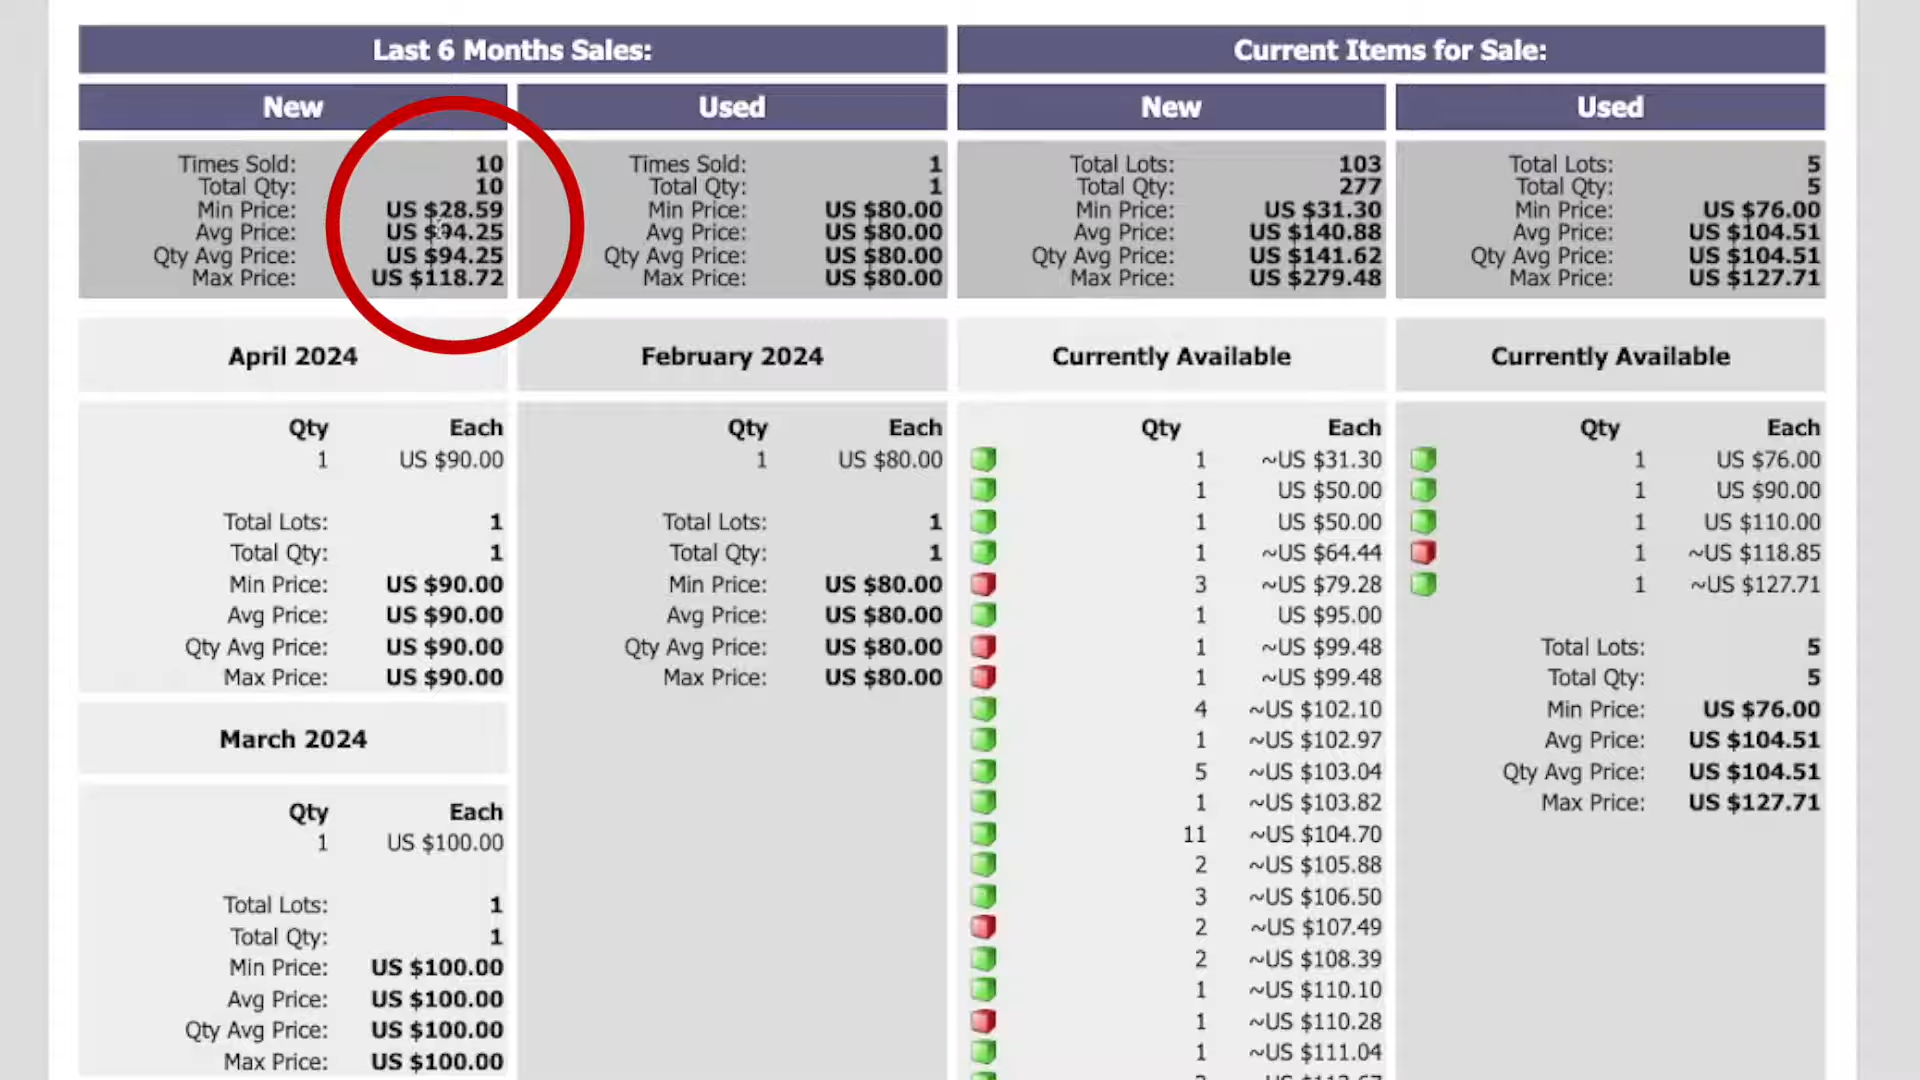 Last 6 Months Sales:
Current Items for Sale:
New
Used
New
Used
Times Sold: 10
Total Qty: 10
Min Price: US $28.59
Avg Price: US $94.25
Qty Avg Price: US $94.25
Max Price: US $118.72
Times Sold: 1
Total Qty: 1
Min Price: US $80.00
Avg Price: US $80.00
Qty Avg Price: US $80.00
Max Price: US $80.00
Total Lots: 103
Total Qty: 277
Min Price: US $31.30
Avg Price: US $140.88
Qty Avg Price: US $141.62
Max Price: US $279.48
Total Lots: 5
Total Qty: 5
Min Price: US $76.00
Avg Price: US $104.51
Qty Avg Price: US $104.51
Max Price: US $127.71
April 2024
Qty Each
1 US $90.00
Total Lots: 1
Total Qty: 1
Min Price: US $90.00
Avg Price: US $90.00
Qty Avg Price: US $90.00
Max Price: US $90.00
March 2024
Qty Each
1 US $100.00
Total Lots: 1
Total Qty: 1
Min Price: US $100.00
Avg Price: US $100.00
Qty Avg Price: US $100.00
Max Price: US $100.00
February 2024
Qty Each
1 US $80.00
Total Lots: 1
Total Qty: 1
Min Price: US $80.00
Avg Price: US $80.00
Qty Avg Price: US $80.00
Max Price: US $80.00
Currently Available
Qty Each
1 ~US $31.30
1 US $50.00
1 US $50.00
1 ~US $64.44
3 ~US $79.28
1 US $95.00
1 ~US $99.48
1 ~US $99.48
4 ~US $102.10
1 ~US $102.97
5 ~US $103.04
1 ~US $103.82
11 ~US $104.70
2 ~US $105.88
3 ~US $106.50
2 ~US $107.49
2 ~US $108.39
1 ~US $110.10
1 ~US $110.28
1 ~US $111.04
Currently Available
Qty Each
1 US $76.00
1 US $90.00
1 US $110.00
1 ~US $118.85
1 ~US $127.71
Total Lots: 5
Total Qty: 5
Min Price: US $76.00
Avg Price: US $104.51
Qty Avg Price: US $104.51
Max Price: US $127.71